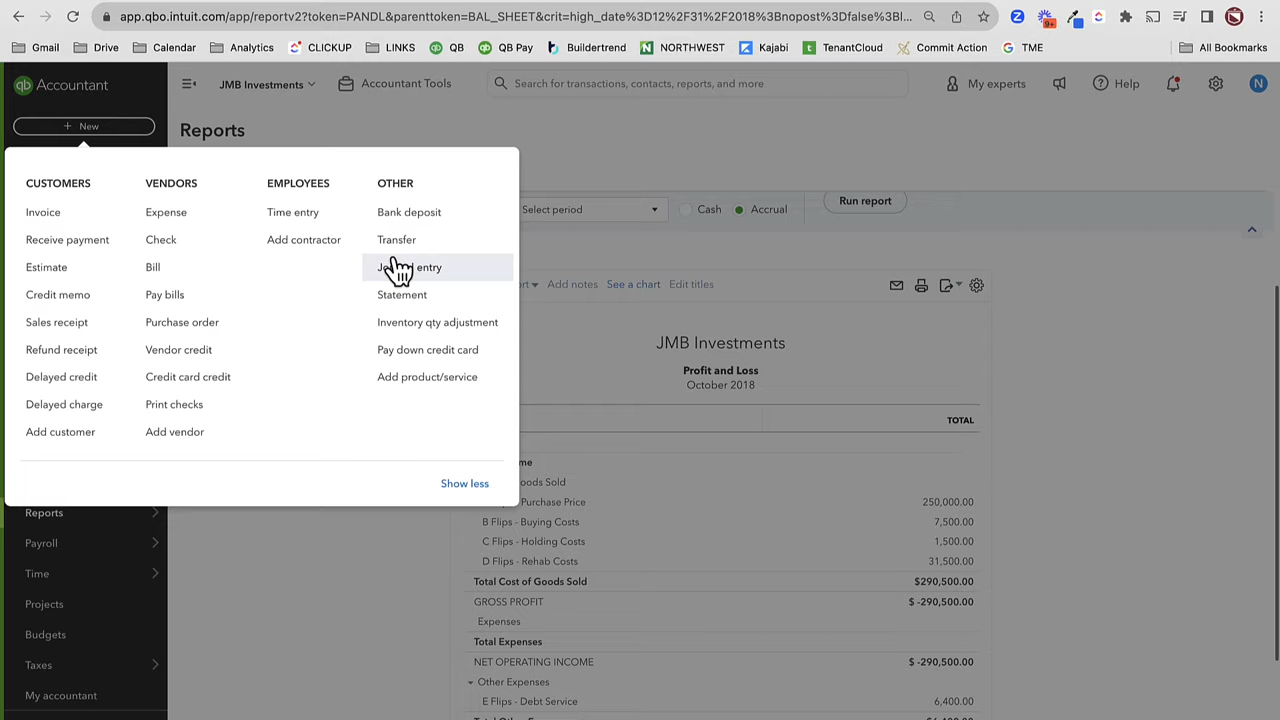 app.qbo.intuit.com/app/reportv2?token=PANDL&parenttoken=BAL_SHEET&crit=high_date%3D12%2F31%2F2018%3Bnopost%3Dfalse%3Bl...
9+
Gmail
Drive
Calendar
Analytics
CLICKUP
LINKS
QB
QB Pay
Buildertrend
NORTHWEST
Kajabi
TenantCloud
Commit Action
TME
All Bookmarks
qb Accountant
JMB Investments
Accountant Tools
Search for transactions, contacts, reports, and more
My experts
Help
N
+ New
Reports
CUSTOMERS
Invoice
Receive payment
Estimate
Credit memo
Sales receipt
Refund receipt
Delayed credit
Delayed charge
Add customer
VENDORS
Expense
Check
Bill
Pay bills
Purchase order
Vendor credit
Credit card credit
Print checks
Add vendor
EMPLOYEES
Time entry
Add contractor
OTHER
Bank deposit
Transfer
entry
Statement
Inventory qty adjustment
Pay down credit card
Add product/service
Show less
Select period
Cash
Accrual
Run report
Add notes
See a chart
Edit titles
JMB Investments
Profit and Loss
October 2018
TOTAL
Purchase Price 250,000.00
B Flips - Buying Costs 7,500.00
C Flips - Holding Costs 1,500.00
D Flips - Rehab Costs 31,500.00
Total Cost of Goods Sold $290,500.00
GROSS PROFIT $ -290,500.00
Expenses
Total Expenses
NET OPERATING INCOME $ -290,500.00
Other Expenses
E Flips - Debt Service 6,400.00
Reports
Payroll
Time
Projects
Budgets
Taxes
My accountant